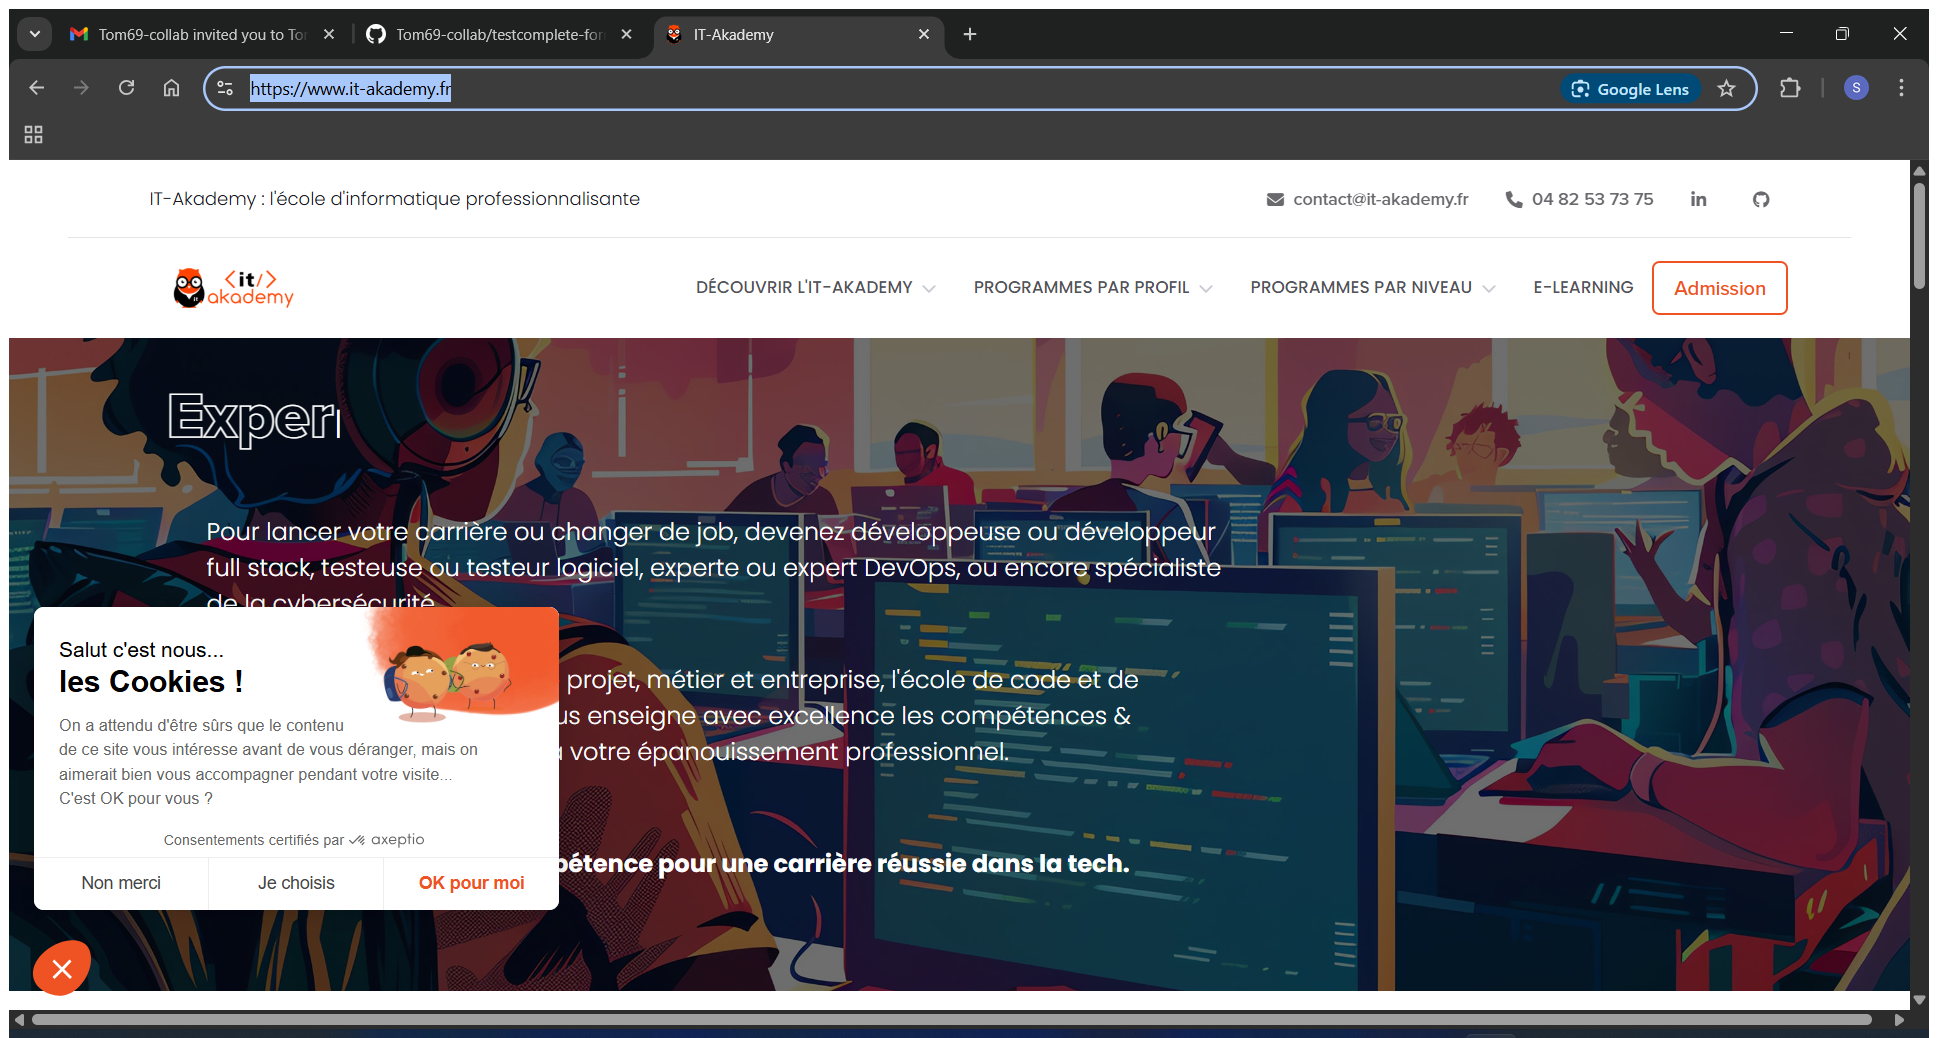 Tom69-collab invited you to Tor
Tom69-collab/testcomplete-for
IT-Akademy
https://www.it-akademy.fr
Google Lens
S
IT-Akademy : l'école d'informatique professionnalisante
contact@it-akademy.fr
04 82 53 73 75
in
<it/>
akademy
DÉCOUVRIR L'IT-AKADEMY
PROGRAMMES PAR PROFIL
PROGRAMMES PAR NIVEAU
E-LEARNING
Admission
Exper
Pour lancer votre carrière ou changer de job, devenez développeuse ou développeur
full stack, testeuse ou testeur logiciel, experte ou expert DevOps, ou encore spécialiste
de la cybersécurité
projet, métier et entreprise, l'école de code et de
us enseigne avec excellence les compétences &
votre épanouissement professionnel.
pétence pour une carrière réussie dans la tech.
Salut c'est nous...
les Cookies !
On a attendu d'être sûrs que le contenu
de ce site vous intéresse avant de vous déranger, mais on
aimerait bien vous accompagner pendant votre visite...
C'est OK pour vous ?
Consentements certifiés par axeptio
Non merci
Je choisis
OK pour moi